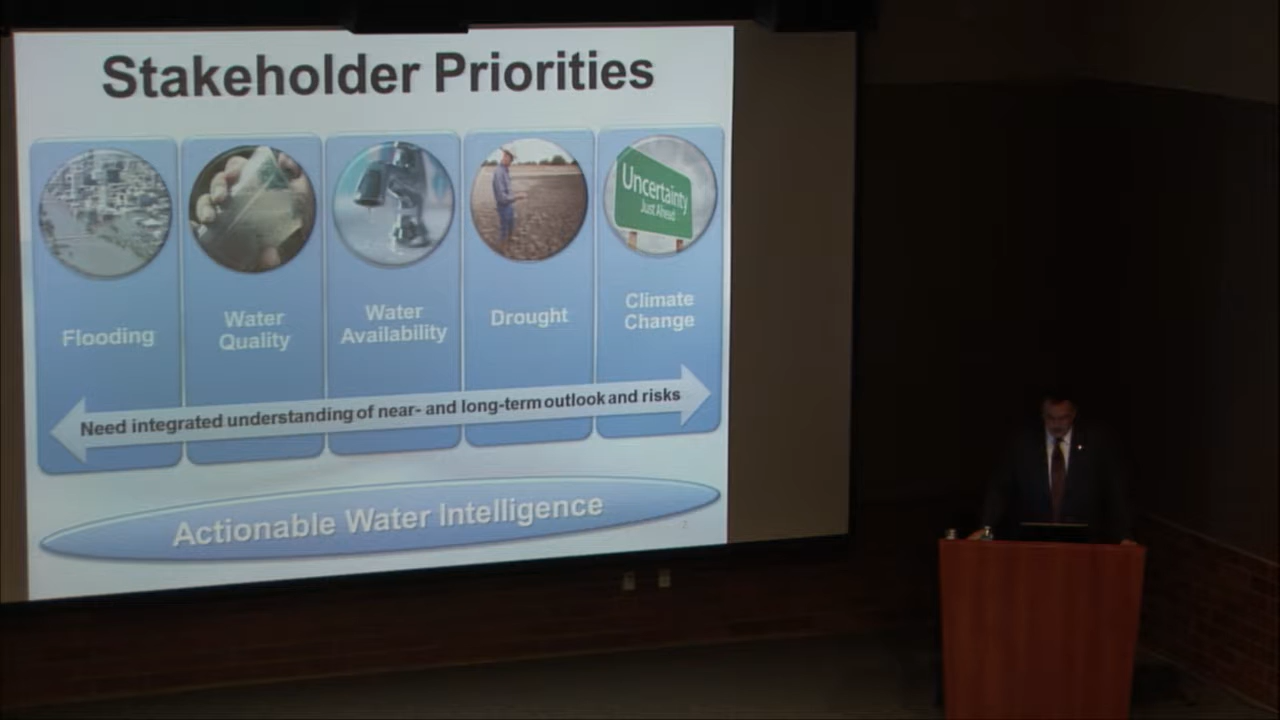 Stakeholder Priorities
Uncertainty
Just Ahead
Flooding
Water
Quality
Water
Availability
Drought
Climate
Change
Need integrated understanding of near- and long-term outlook and risks
Actionable Water Intelligence
7